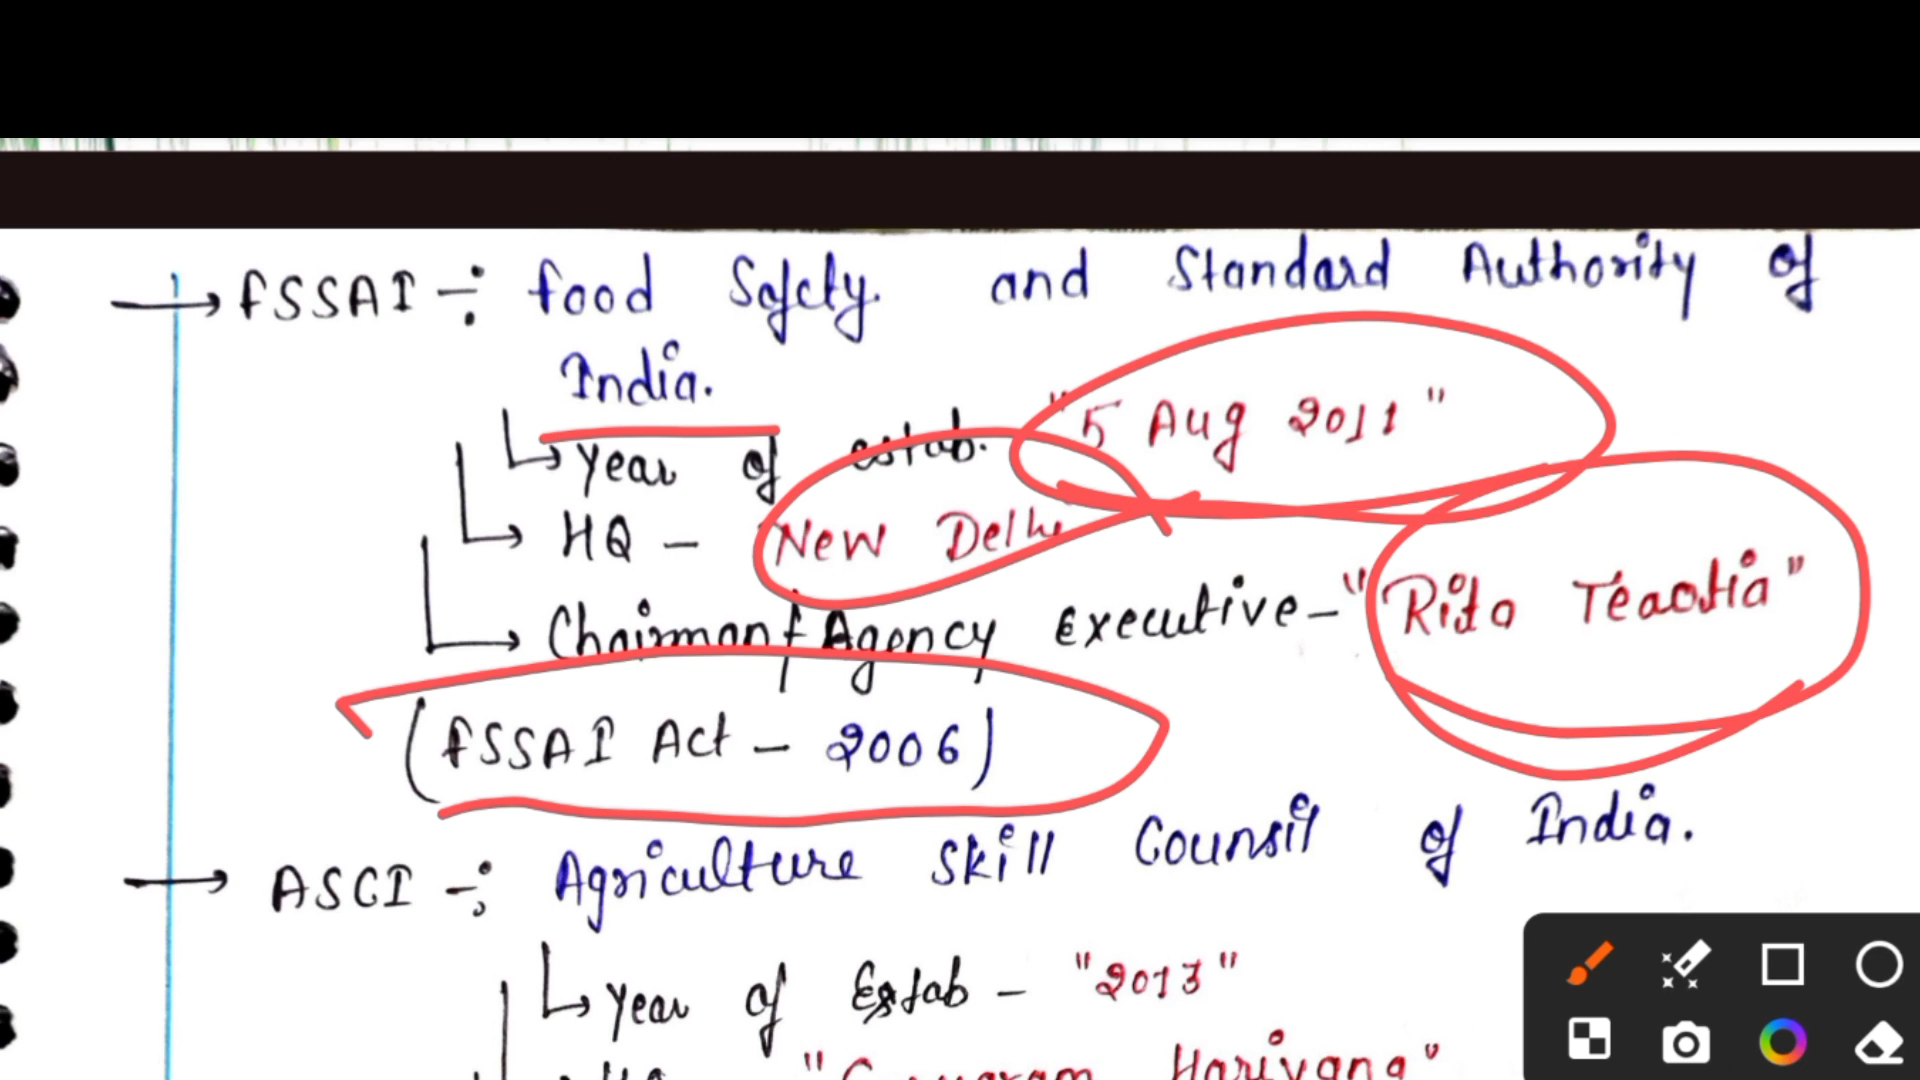 → FSSAI ÷ Food Safety and Standard Authority of
India.
↳ Year of estab. "5 Aug 2011"
↳ HQ - New Delhi
↳ Chairman/Agency Executive - "Rita Teaotia"
(FSSAI Act - 2006)
→ ASCI -: Agriculture Skill Counsil of India.
↳ Year of Estab - "2013"
Hariyana"